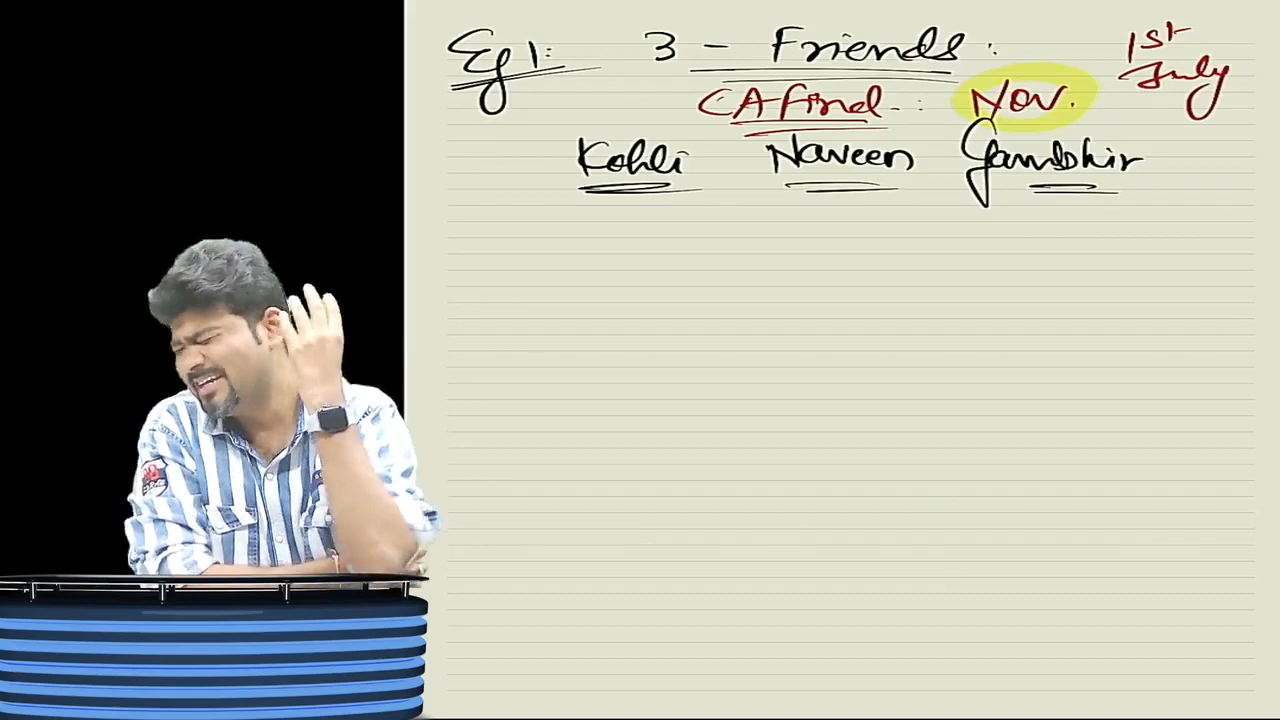 Eg 1: 3 - Friends :
1st July
CA final : Nov.
Kohli Naveen Gambhir